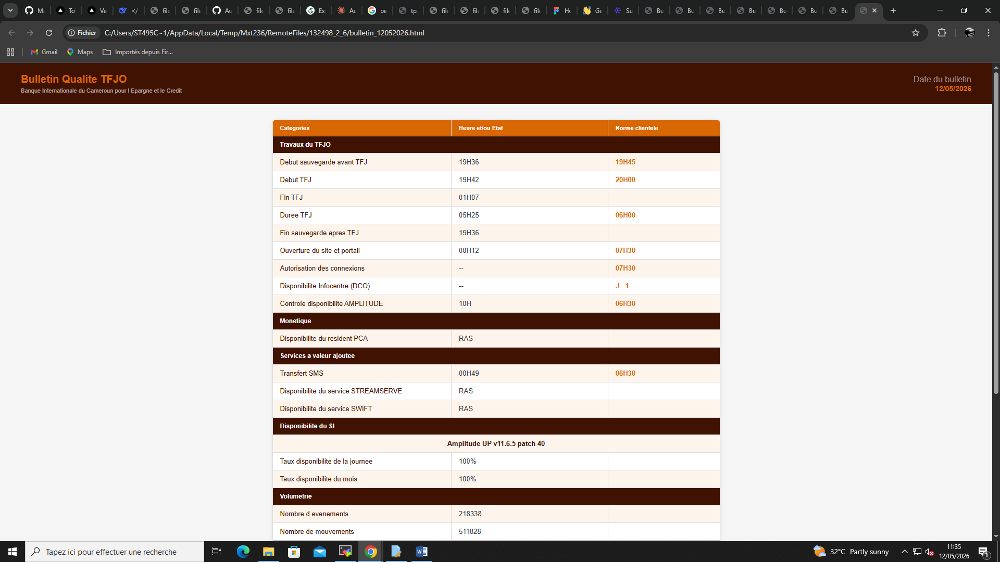 Ma
Tol
Ve
</
file
file
Au
file
file
Ex
Au
pe
tp
file
file
file
file
Ho
Ge
Su
Bu
Bu
Bu
Bu
Bu
Bu
Bu
Fichier
C:/Users/ST495C~1/AppData/Local/Temp/Mxt236/RemoteFiles/132498_2_6/bulletin_12052026.html
Gmail
Maps
Importés depuis Fir...
Bulletin Qualite TFJO
Banque Internationale du Cameroun pour l Epargne et le Credit
Date du bulletin
12/05/2026
Categories Heure et/ou Etat Norme clientele
Travaux du TFJO
Debut sauvegarde avant TFJ 19H36 19H45
Debut TFJ 19H42 20H00
Fin TFJ 01H07
Duree TFJ 05H25 06H00
Fin sauvegarde apres TFJ 19H36
Ouverture du site et portail 00H12 07H30
Autorisation des connexions -- 07H30
Disponibilite Infocentre (DCO) -- J - 1
Controle disponibilite AMPLITUDE 10H 06H30
Monetique
Disponibilite du resident PCA RAS
Services a valeur ajoutee
Transfert SMS 00H49 06H30
Disponibilite du service STREAMSERVE RAS
Disponibilite du service SWIFT RAS
Disponibilite du SI
Amplitude UP v11.6.5 patch 40
Taux disponibilite de la journee 100%
Taux disponibilite du mois 100%
Volumetrie
Nombre d evenements 218338
Nombre de mouvements 511828
Tapez ici pour effectuer une recherche
32°C Partly sunny
11:35
12/05/2026
1